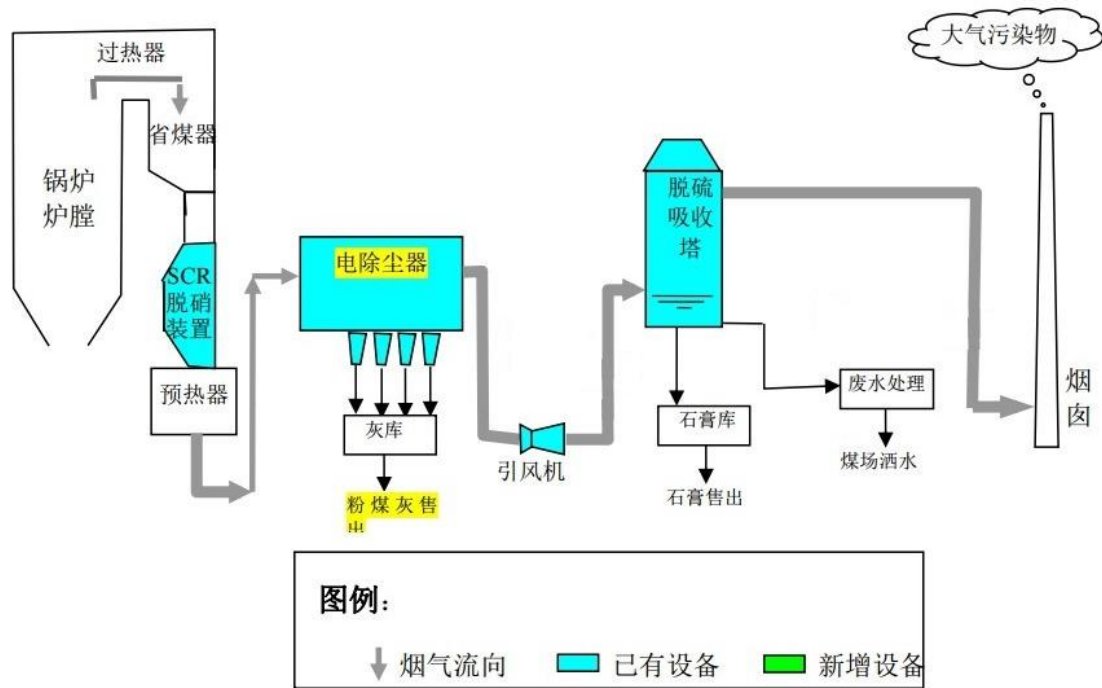 大气污染物
过热器
省煤器
锅炉
炉膛
SCR
脱硝
装置
预热器
电除尘器
灰库
粉煤灰售
出
引风机
脱硫
吸收
塔
石膏库
石膏售出
废水处理
煤场洒水
烟
囱
图例：
烟气流向
已有设备
新增设备